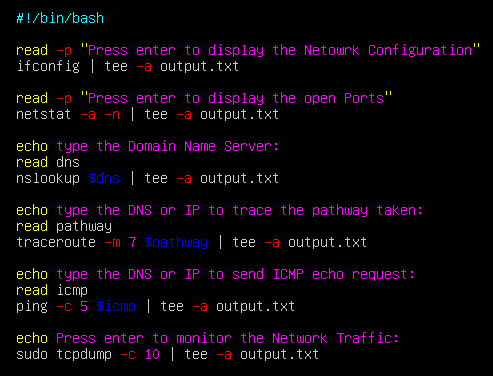 #!/bin/bash
read -p "Press enter to display the Netowrk Configuration"
ifconfig | tee -a output.txt
read -p "Press enter to display the open Ports"
netstat -a -n | tee -a output.txt
echo type the Domain Name Server:
read dns
nslookup $dns | tee -a output.txt
echo type the DNS or IP to trace the pathway taken:
read pathway
traceroute -m 7 $pathway | tee -a output.txt
echo type the DNS or IP to send ICMP echo request:
read icmp
ping -c 5 $icmp | tee -a output.txt
echo Press enter to monitor the Network Traffic:
sudo tcpdump -c 10 | tee -a output.txt